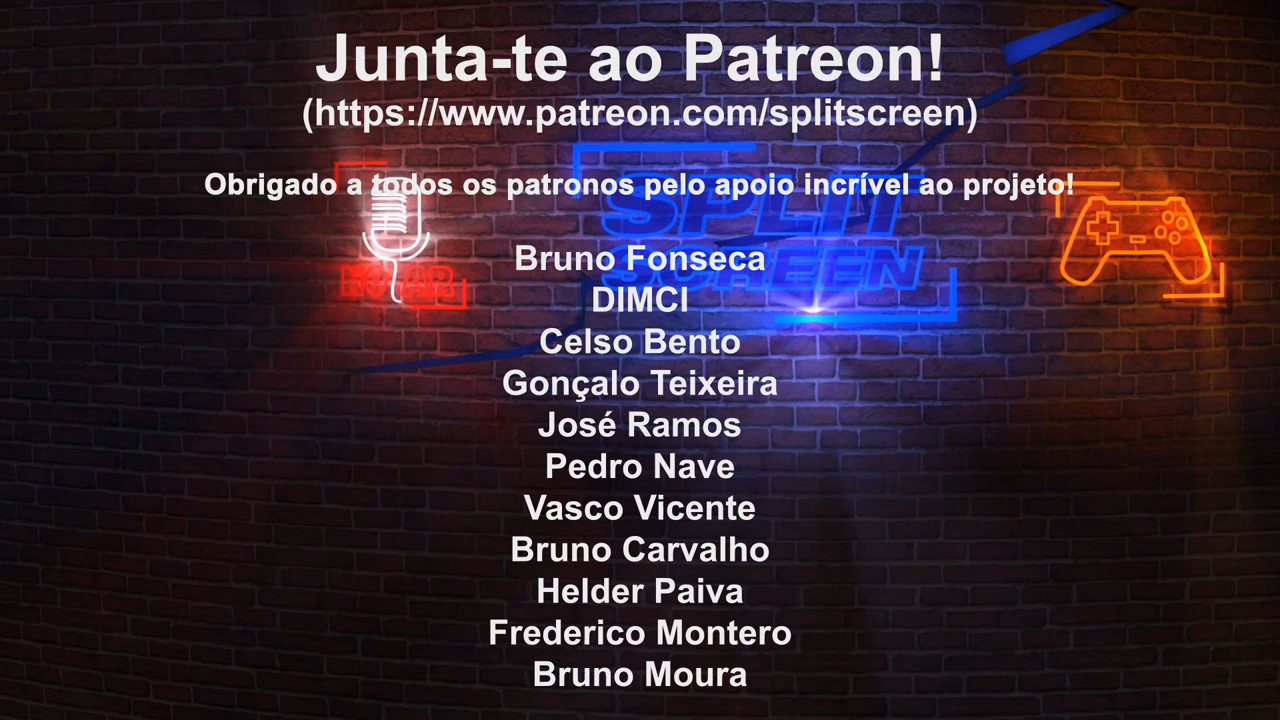 Junta-te ao Patreon!
(https://www.patreon.com/splitscreen)
Obrigado a todos os patronos pelo apoio incrível ao projeto!
SPLIT
SCREEN
Bruno Fonseca
DIMCI
Celso Bento
Gonçalo Teixeira
José Ramos
Pedro Nave
Vasco Vicente
Bruno Carvalho
Helder Paiva
Frederico Montero
Bruno Moura